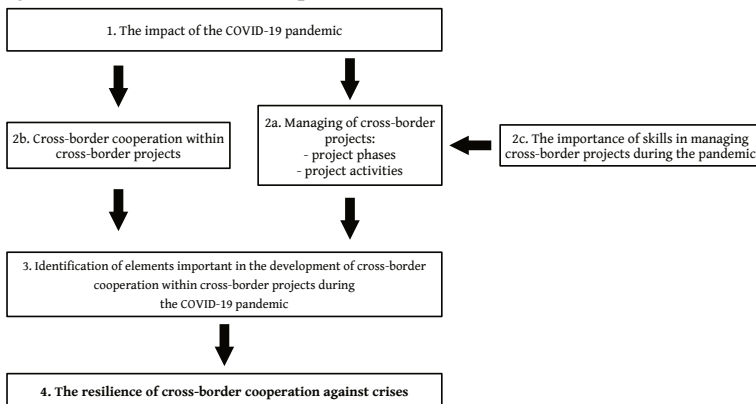 1. The impact of the COVID-19 pandemic
2b. Cross-border cooperation within
cross-border projects
2a. Managing of cross-border
projects:
- project phases
- project activities
2c. The importance of skills in managing
cross-border projects during the pandemic
3. Identification of elements important in the development of cross-border
cooperation within cross-border projects during
the COVID-19 pandemic
4. The resilience of cross-border cooperation against crises